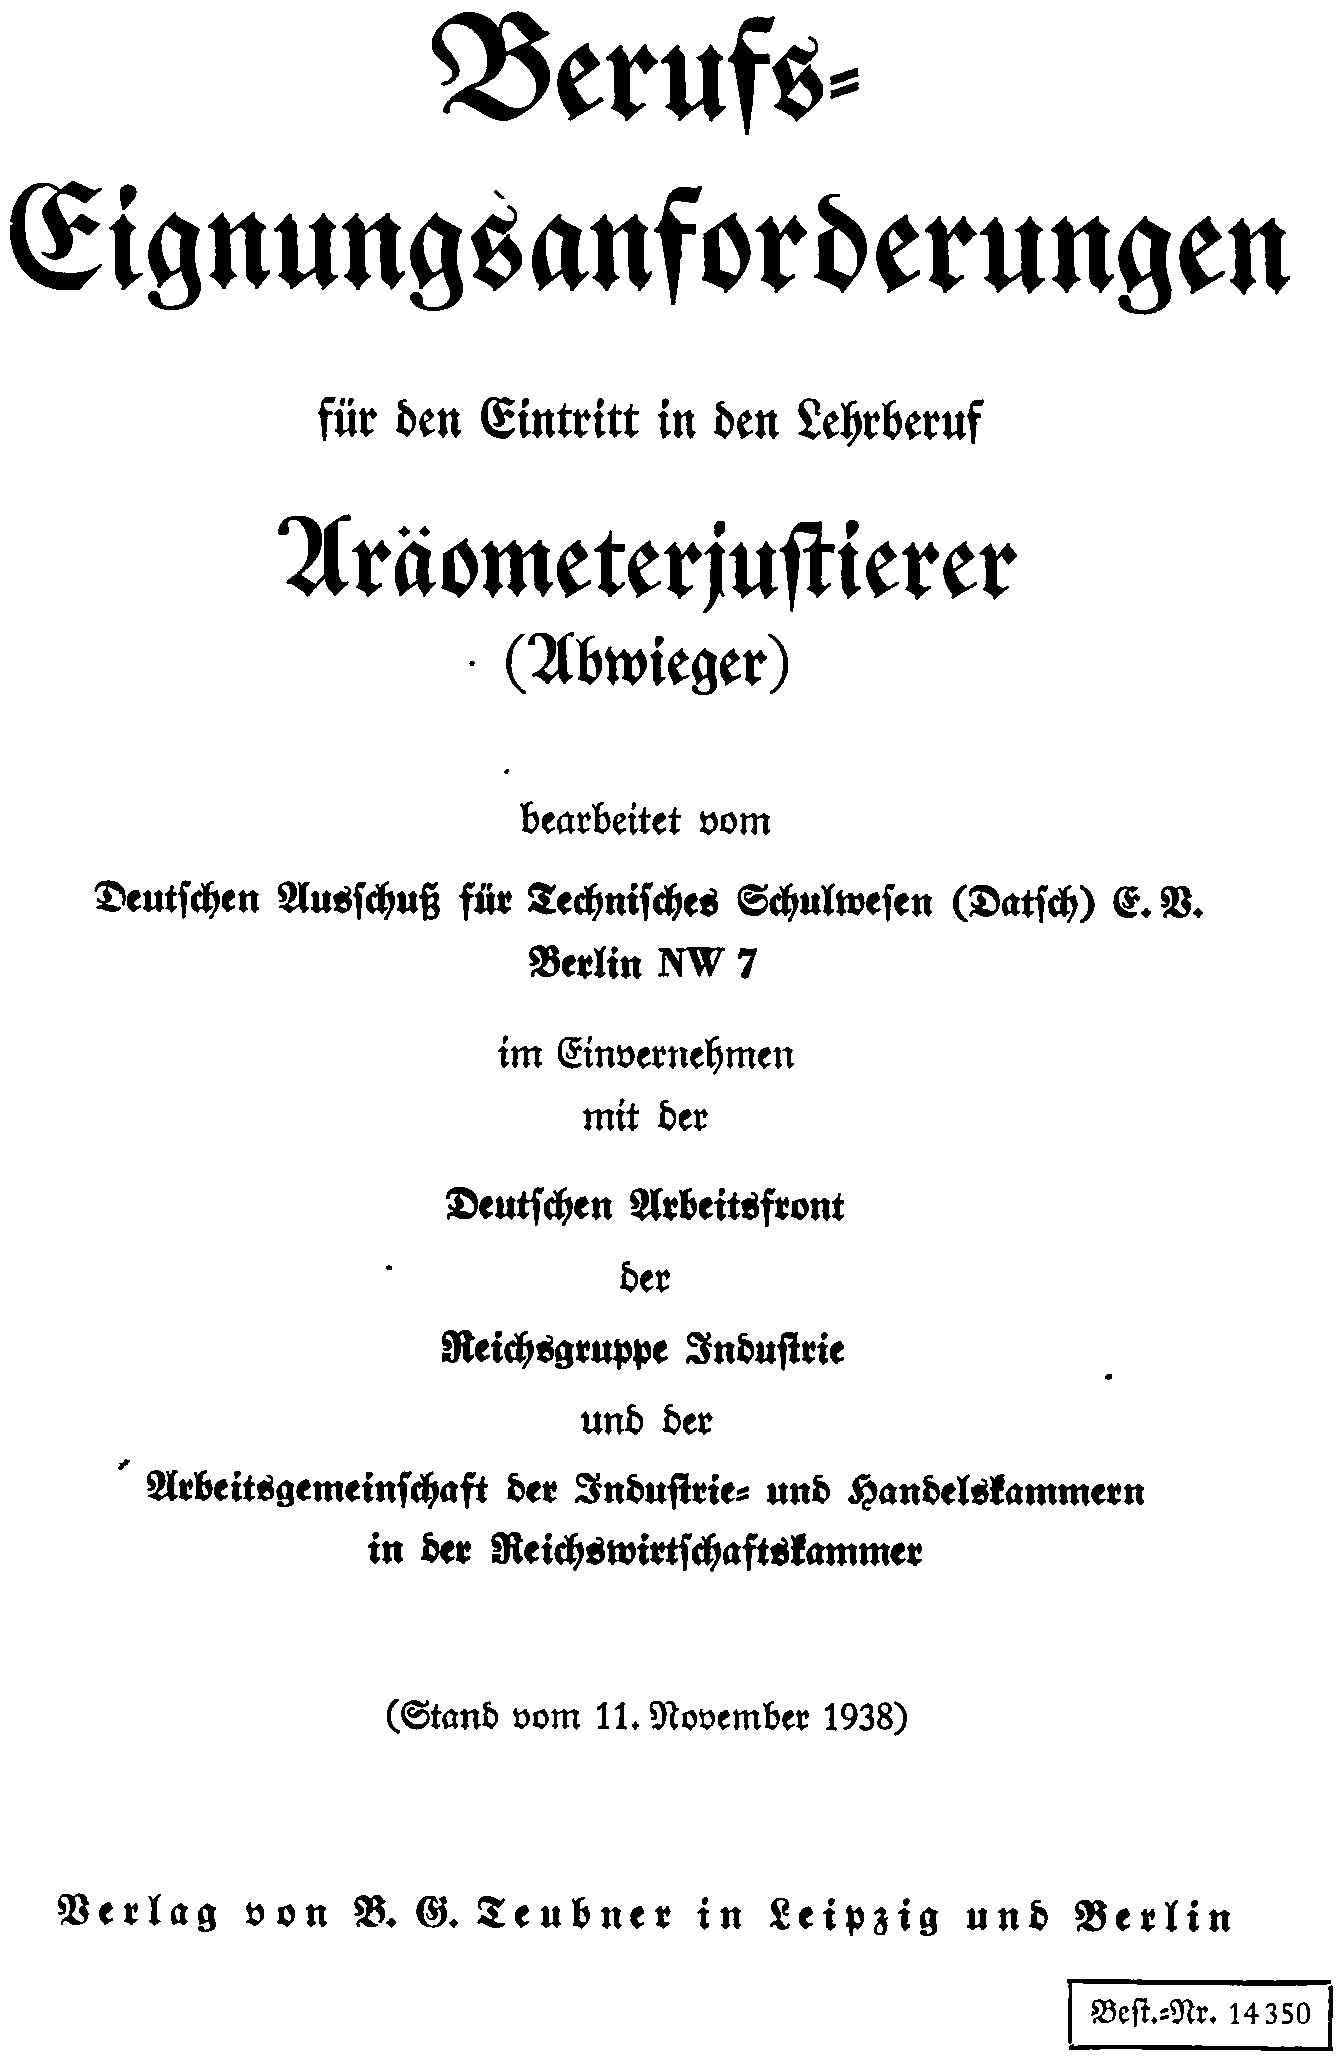 Berufs-
Eignungsanforderungen
für den Eintritt in den Lehrberuf
Aräometerjustierer
(Abwieger)
bearbeitet vom
Deutschen Ausschuß für Technisches Schulwesen (Datsch) E. V.
Berlin NW 7
im Einvernehmen
mit der
Deutschen Arbeitsfront
der
Reichsgruppe Industrie
und der
Arbeitsgemeinschaft der Industrie- und Handelskammern
in der Reichswirtschaftskammer
(Stand vom 11. November 1938)
Verlag von B. G. Teubner in Leipzig und Berlin
Best.-Nr. 14350